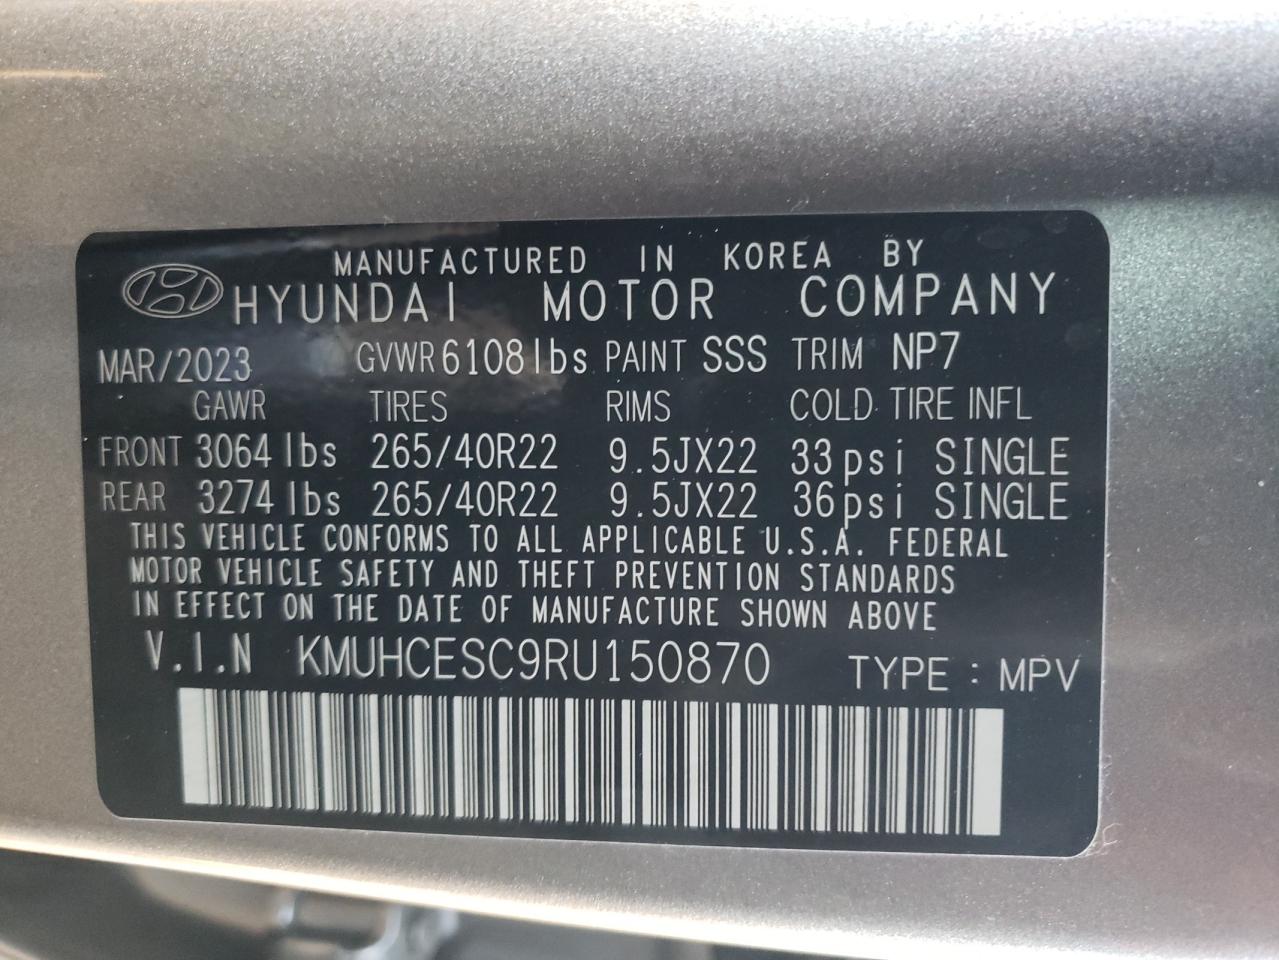 MANUFACTURED IN KOREA BY
HYUNDAI MOTOR COMPANY
MAR/2023 GVWR 6108 lbs PAINT SSS TRIM NP7
GAWR TIRES RIMS COLD TIRE INFL
FRONT 3064 lbs 265/40R22 9.5JX22 33psi SINGLE
REAR 3274 lbs 265/40R22 9.5JX22 36psi SINGLE
THIS VEHICLE CONFORMS TO ALL APPLICABLE U.S.A. FEDERAL
MOTOR VEHICLE SAFETY AND THEFT PREVENTION STANDARDS
IN EFFECT ON THE DATE OF MANUFACTURE SHOWN ABOVE
V.I.N KMUHCESC9RU150870 TYPE : MPV